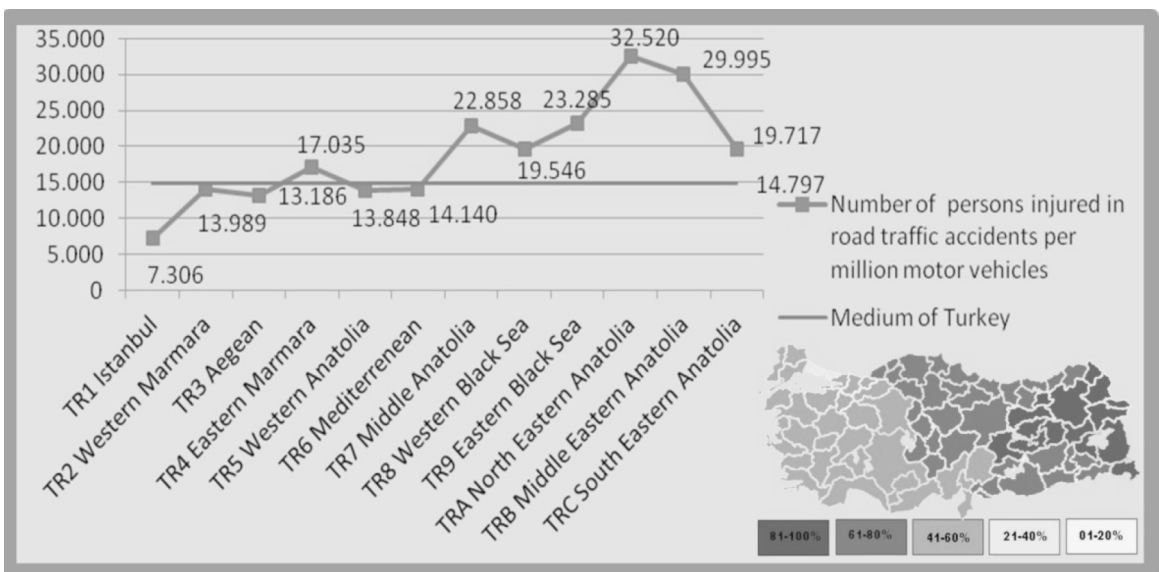 35.000
30.000
25.000
20.000
15.000
10.000
5.000
0
7.306
13.989
13.186
17.035
13.848
14.140
22.858
19.546
23.285
32.520
29.995
19.717
14.797
TR1 Istanbul
TR2 Western Marmara
TR3 Aegean
TR4 Eastern Marmara
TR5 Western Anatolia
TR6 Mediterrenean
TR7 Middle Anatolia
TR8 Western Black Sea
TR9 Eastern Black Sea
TRA North Eastern Anatolia
TRB Middle Eastern Anatolia
TRC South Eastern Anatolia
Number of persons injured in
road traffic accidents per
million motor vehicles
Medium of Turkey
81-100% 61-80% 41-60% 21-40% 01-20%